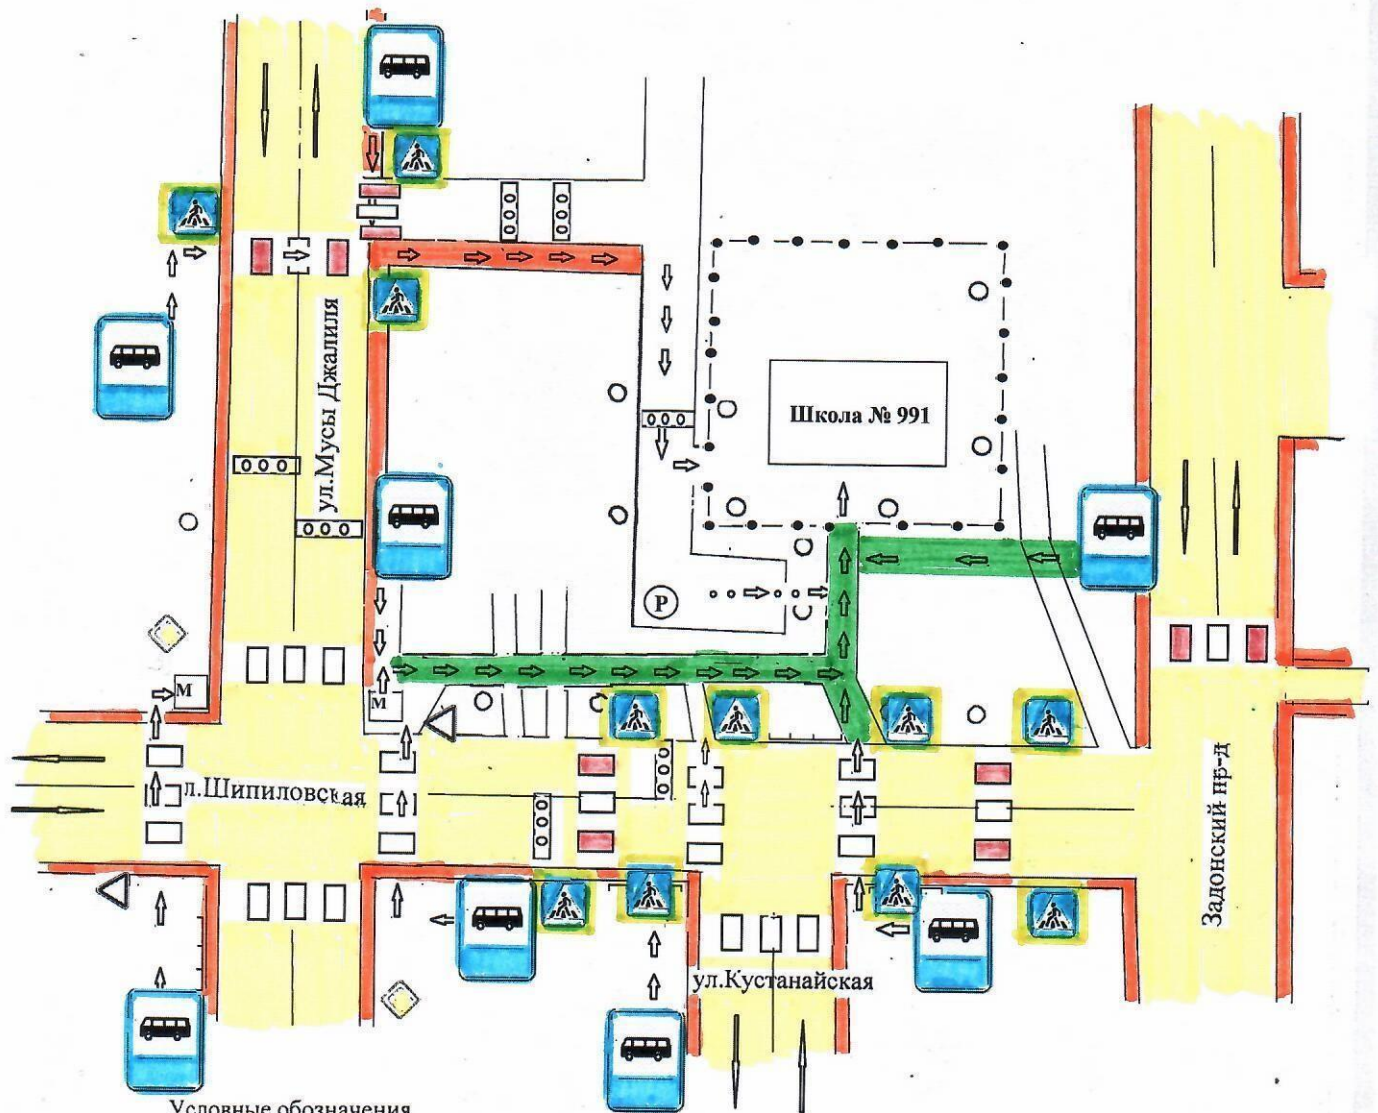 ул.Мусы Джалиля
Школа № 991
Р
М
М
л.Шипиловская
Задонский пр-д
ул.Кустанайская
Условные обозначения